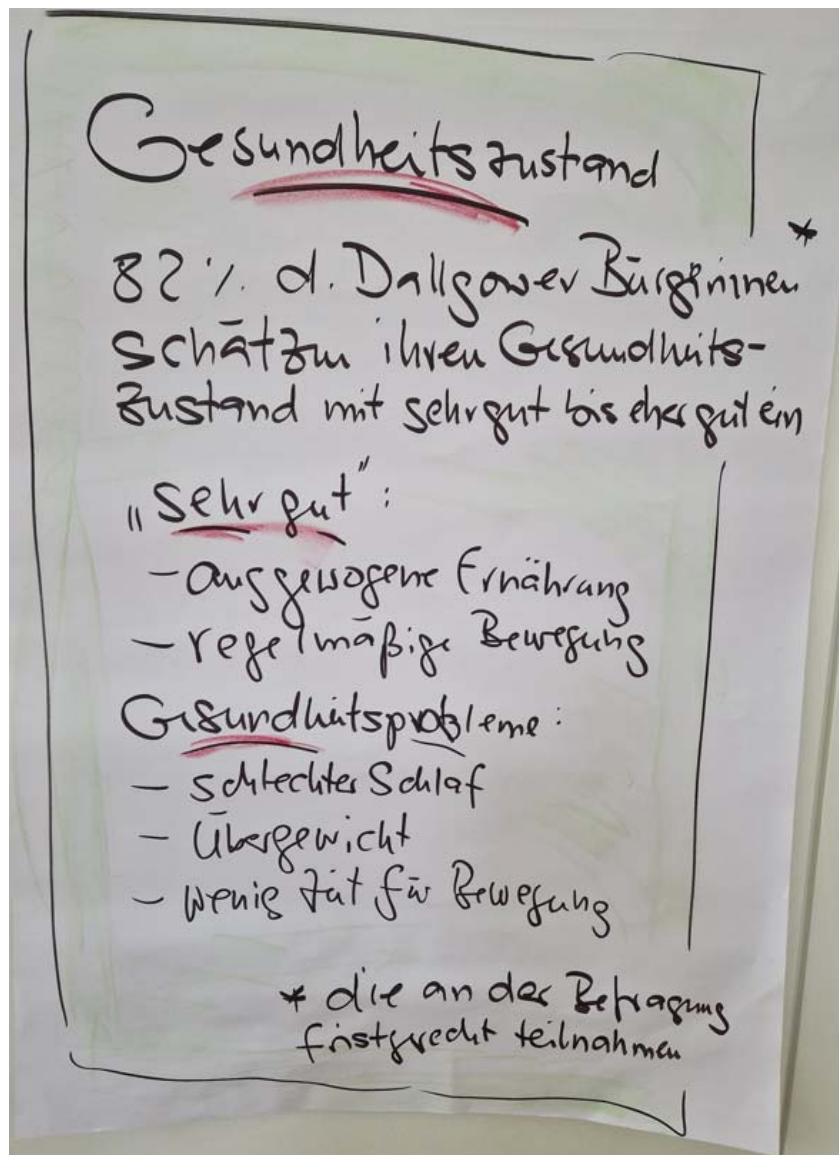 Gesundheitszustand
82 % d. Dallgower Bürgerinnen *
schätzen ihren Gesundheits-
zustand mit sehr gut bis eher gut ein
„sehr gut“:
- ausgewogene Ernährung
- regelmäßige Bewegung
Gesundheitsprobleme:
- schlechter Schlaf
- Übergewicht
- wenig Zeit für Bewegung
* die an der Befragung
fristgerecht teilnahmen